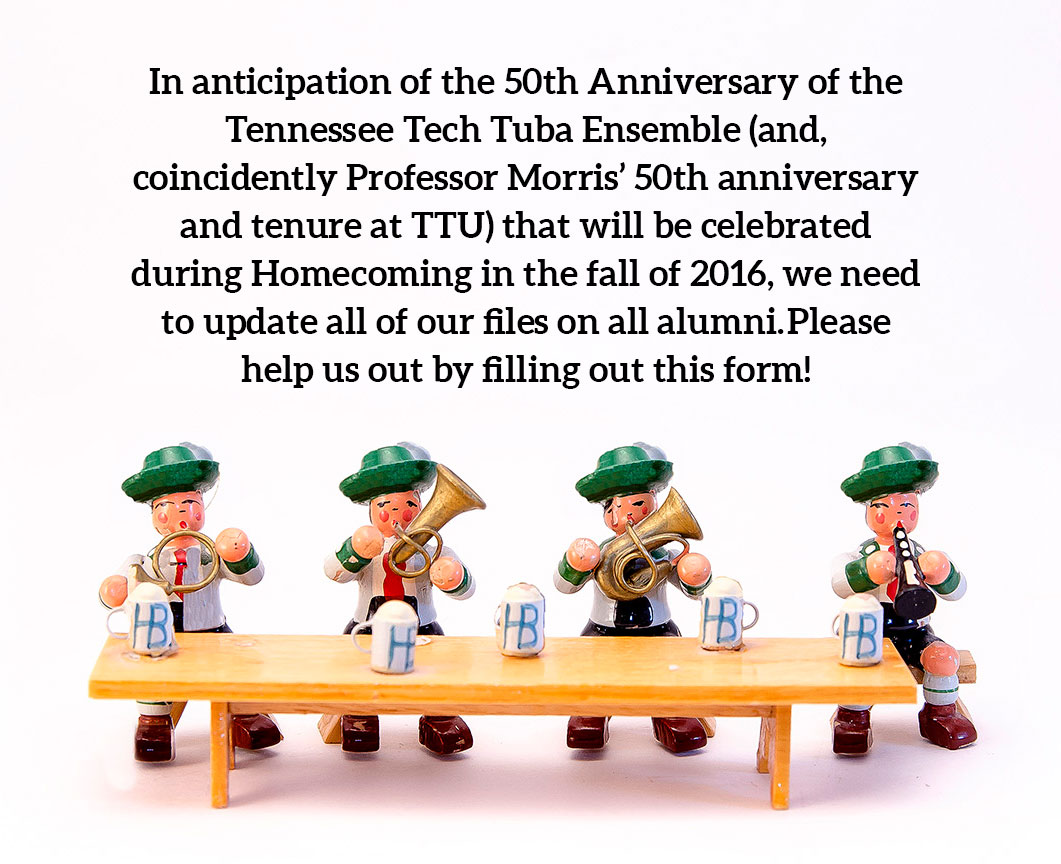 In anticipation of the 50th Anniversary of the
Tennessee Tech Tuba Ensemble (and,
coincidently Professor Morris’ 50th anniversary
and tenure at TTU) that will be celebrated
during Homecoming in the fall of 2016, we need
to update all of our files on all alumni.Please
help us out by filling out this form!
HB
H
HB
HB
HB